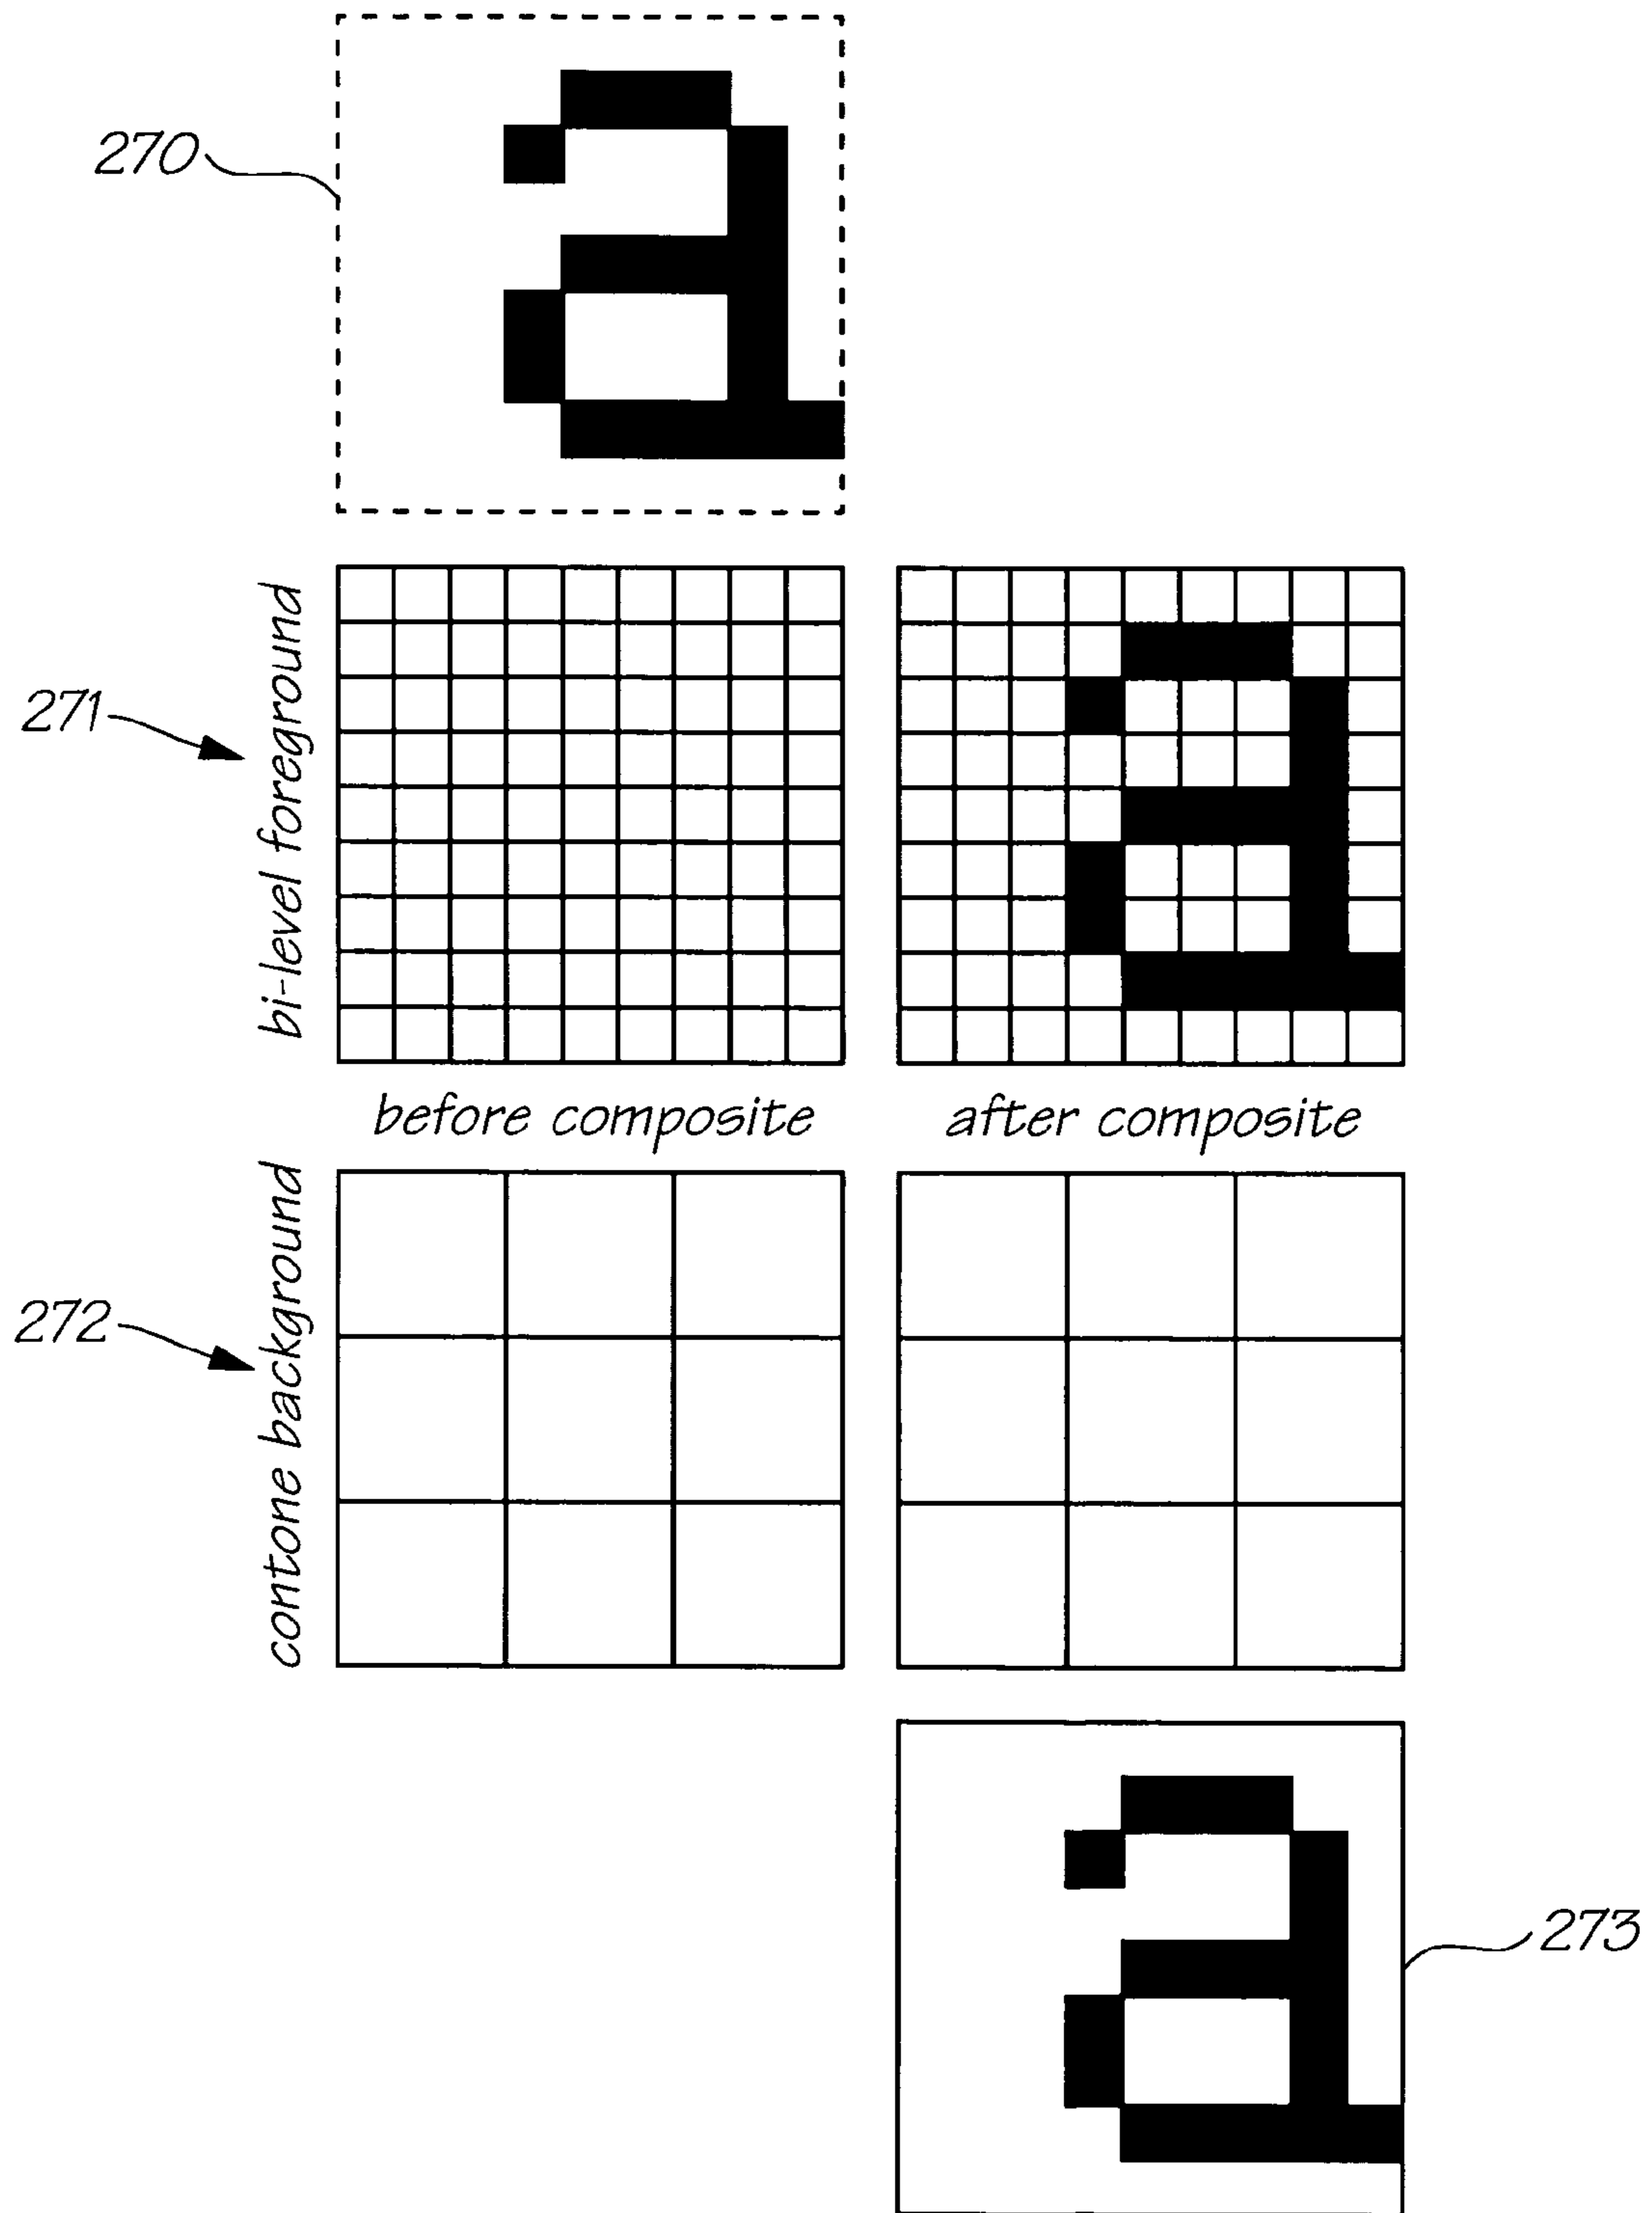 270
a
271
bi-level foreground
a
before composite
after composite
272
contone background
a
273